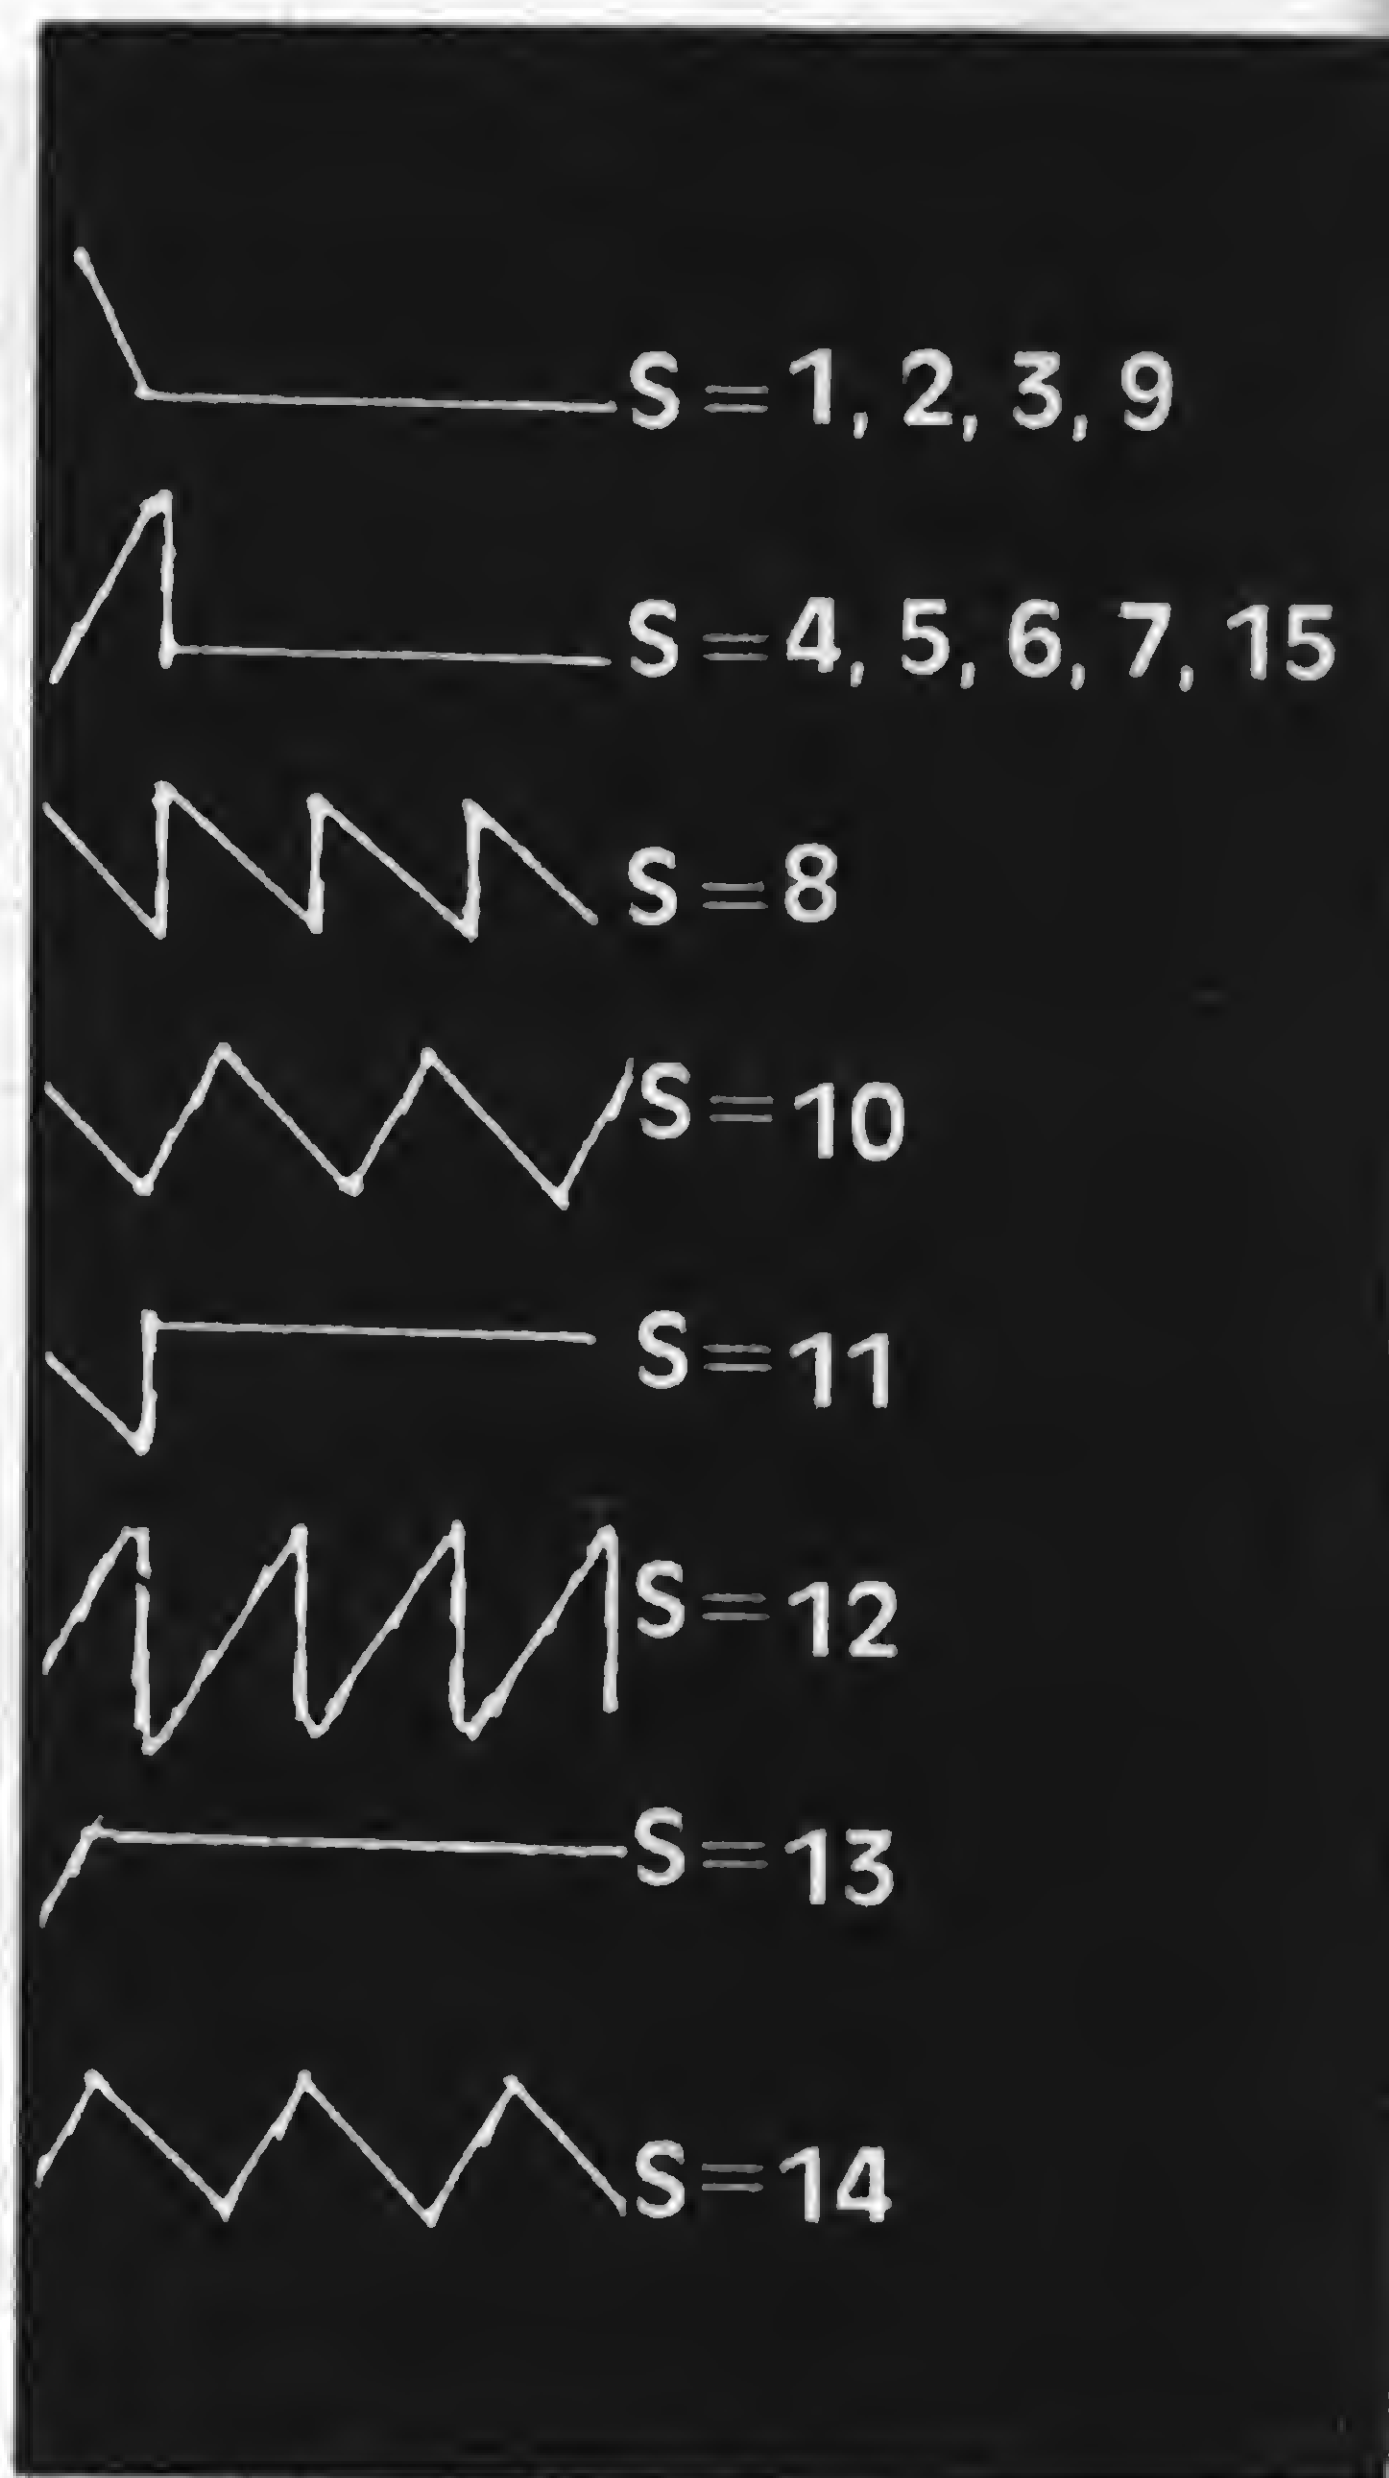 S = 1, 2, 3, 9
S = 4, 5, 6, 7, 15
S = 8
S = 10
S = 11
S = 12
S = 13
S = 14